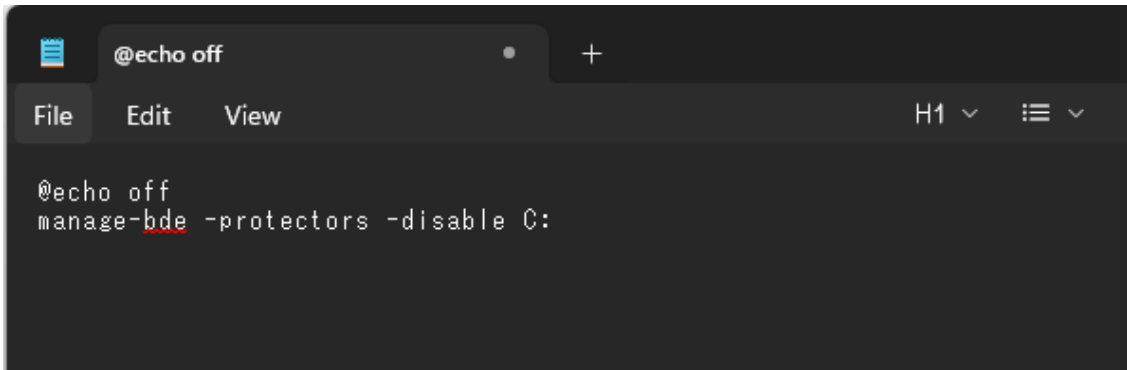 @echo off
+
File Edit View H1
@echo off
manage-bde -protectors -disable C: